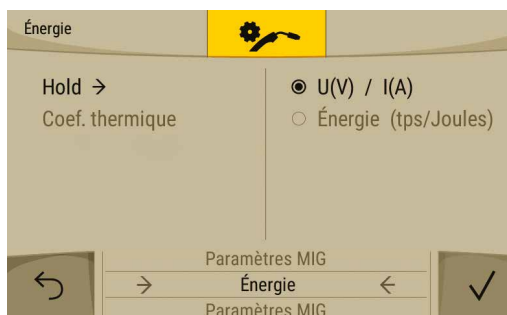 Énergie
Hold →
U(V) / I(A)
Coef. thermique
Énergie (tps/Joules)
Paramètres MIG
→ Énergie ←
Paramètres MIG